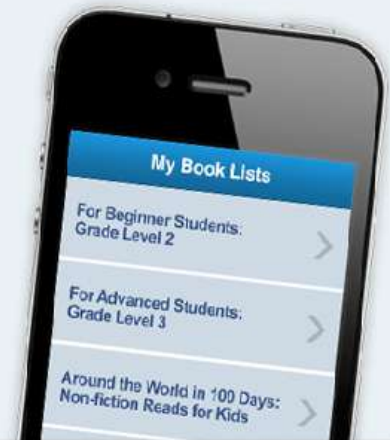 My Book Lists
For Beginner Students:
Grade Level 2
For Advanced Students:
Grade Level 3
Around the World in 100 Days:
Non-fiction Reads for Kids